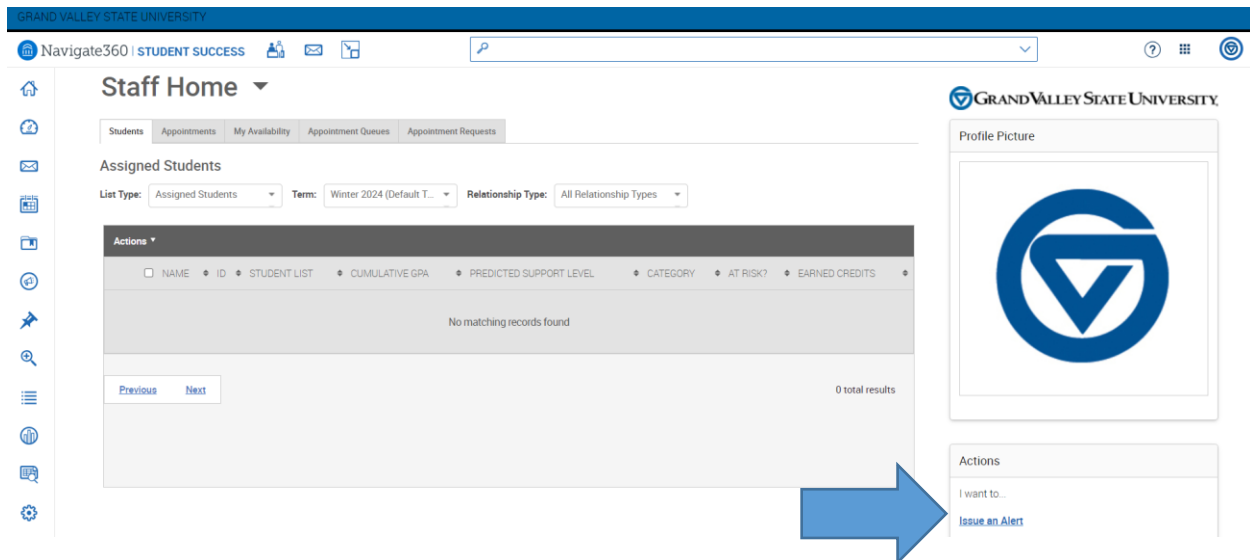 GRAND VALLEY STATE UNIVERSITY
Navigate360 | STUDENT SUCCESS
Staff Home
GRAND VALLEY STATE UNIVERSITY.
Students Appointments My Availability Appointment Queues Appointment Requests
Profile Picture
Assigned Students
List Type: Assigned Students Term: Winter 2024 (Default T... Relationship Type: All Relationship Types
Actions
NAME ID STUDENT LIST CUMULATIVE GPA PREDICTED SUPPORT LEVEL CATEGORY AT RISK? EARNED CREDITS
No matching records found
Previous Next 0 total results
Actions
I want to...
Issue an Alert